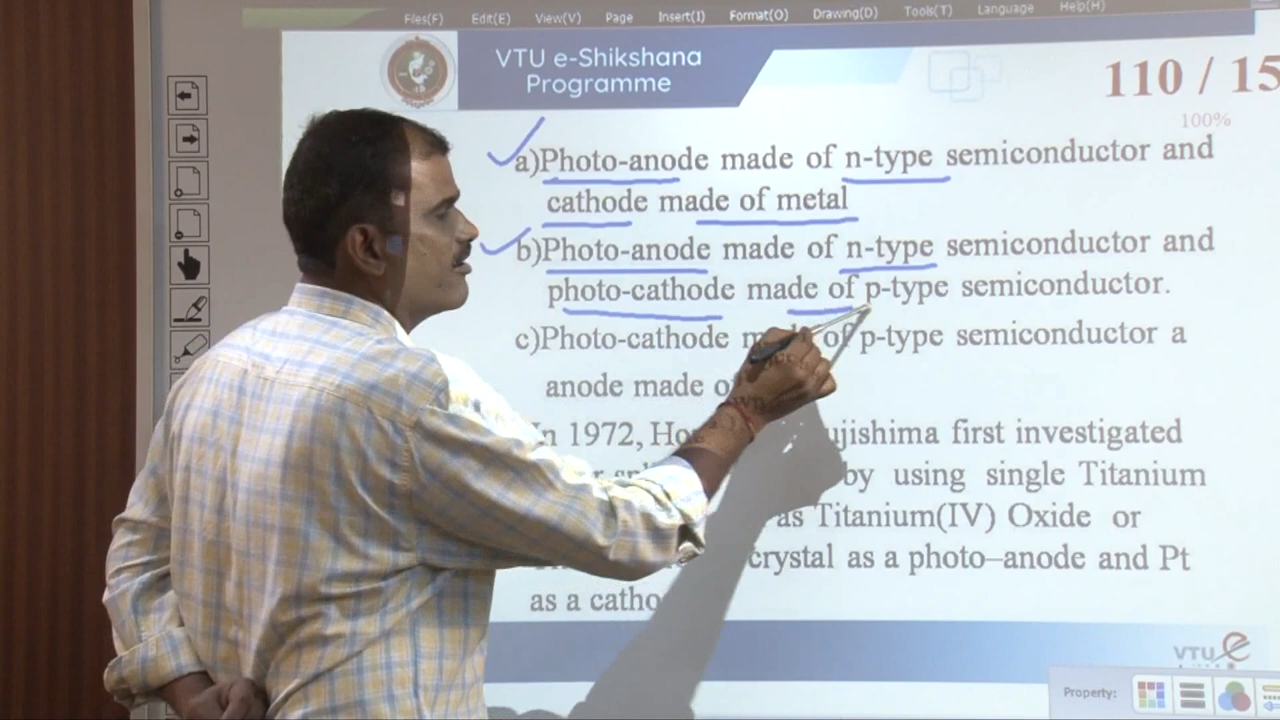 Files(F) Edit(E) View(V) Page Insert(I) Format(O) Drawing(D) Tools(T) Language Help(H)
VTU e-Shikshana
Programme
110 / 15
100%
a)Photo-anode made of n-type semiconductor and
cathode made of metal
b)Photo-anode made of n-type semiconductor and
photo-cathode made of p-type semiconductor.
c)Photo-cathode made of p-type semiconductor a
anode made o
n 1972, Ho ujishima first investigated
by using single Titanium
as Titanium(IV) Oxide or
crystal as a photo–anode and Pt
as a catho
VTU e
Property: